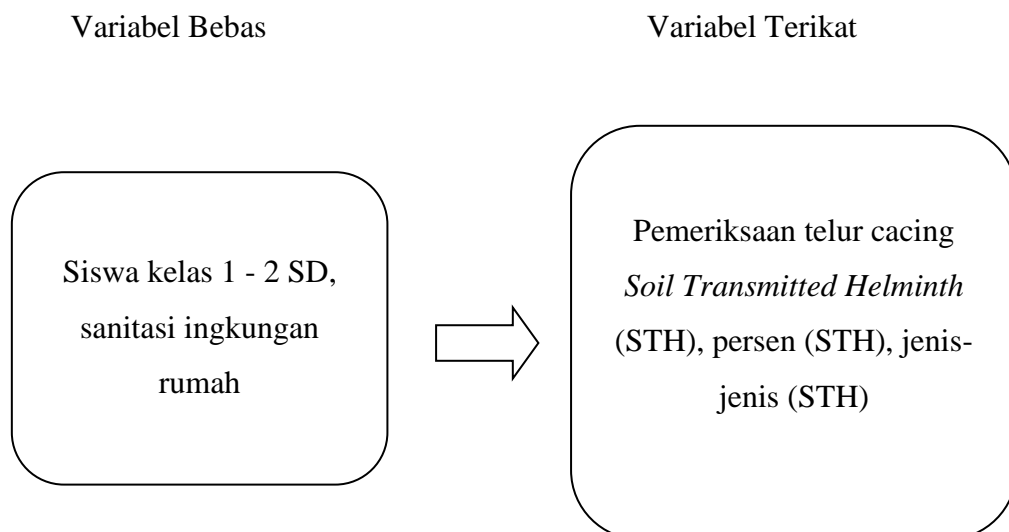 Variabel Bebas
Variabel Terikat
Siswa kelas 1 - 2 SD,
sanitasi ingkungan
rumah
Pemeriksaan telur cacing
Soil Transmitted Helminth
(STH), persen (STH), jenis-
jenis (STH)